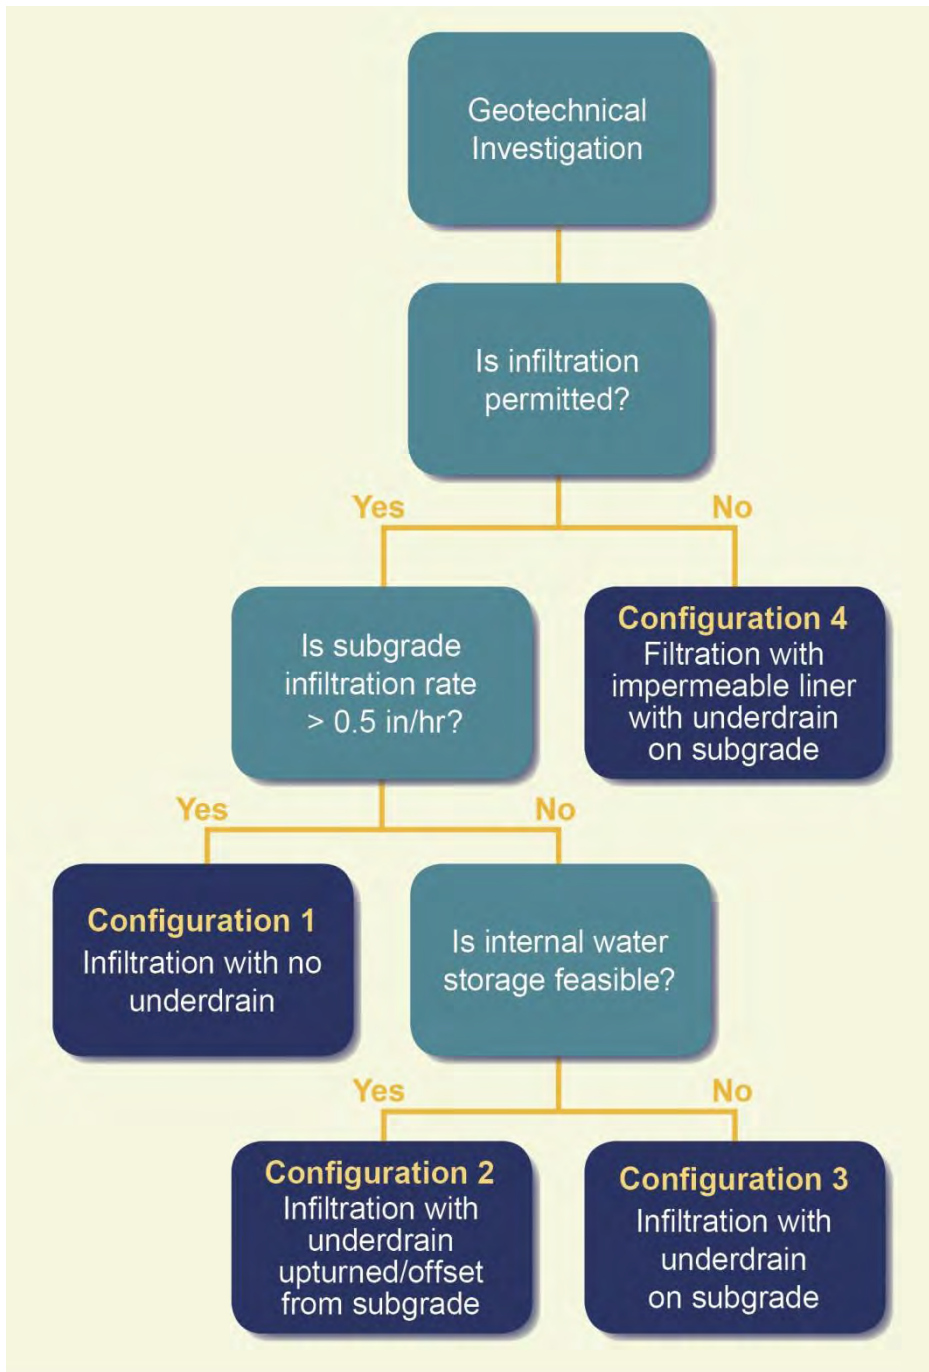 Geotechnical
Investigation
Is infiltration
permitted?
Yes
No
Is subgrade
infiltration rate
> 0.5 in/hr?
Configuration 4
Filtration with
impermeable liner
with underdrain
on subgrade
Yes
No
Configuration 1
Infiltration with no
underdrain
Is internal water
storage feasible?
Yes
No
Configuration 2
Infiltration with
underdrain
upturned/offset
from subgrade
Configuration 3
Infiltration with
underdrain
on subgrade